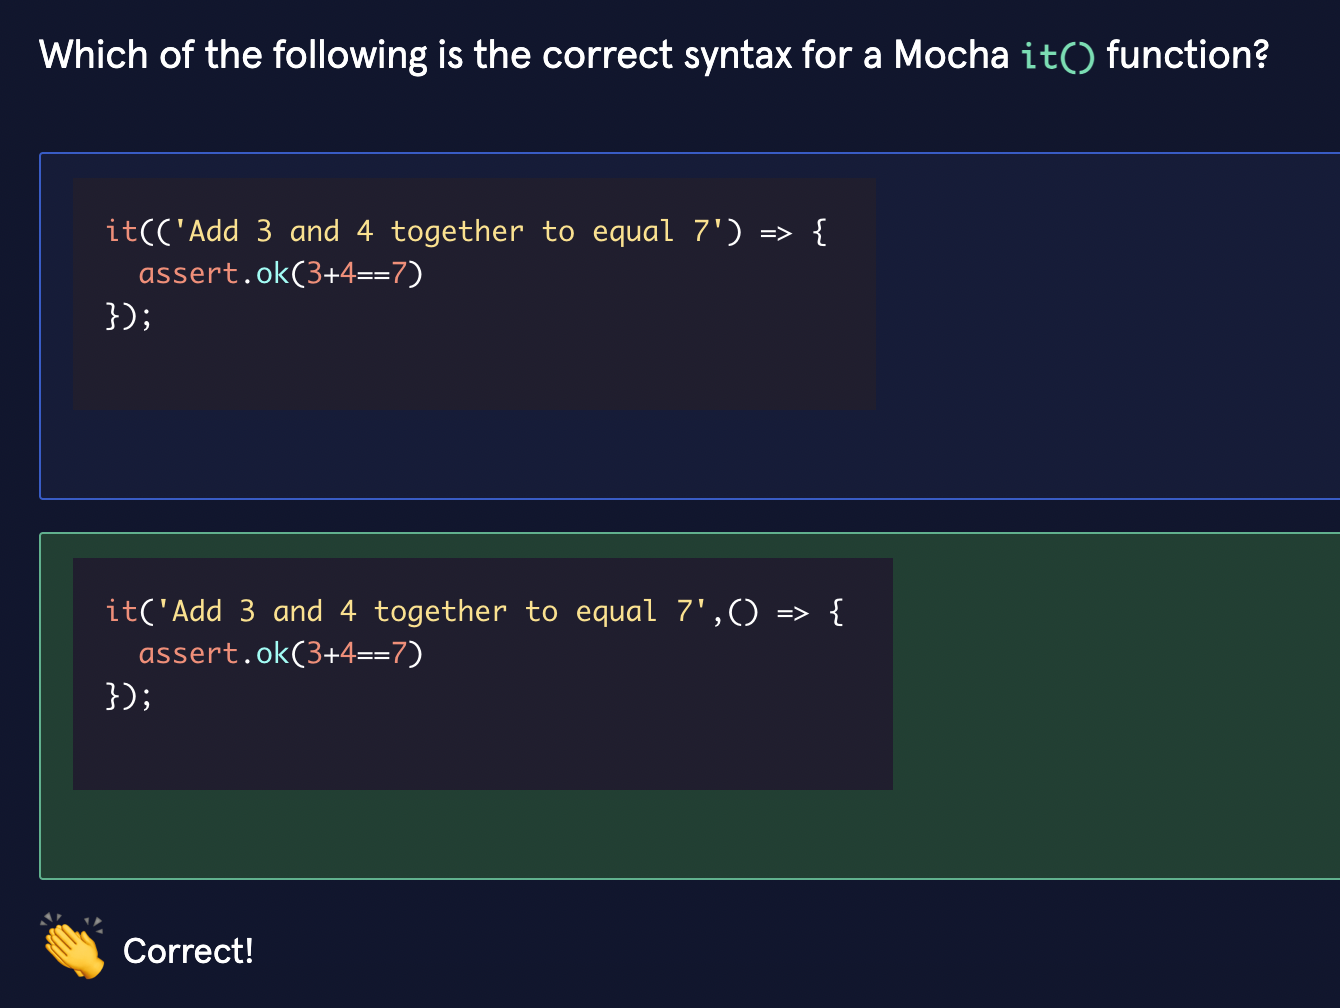 Which of the following is the correct syntax for a Mocha it() function?
it(('Add 3 and 4 together to equal 7') => {
  assert.ok(3+4==7)
});
it('Add 3 and 4 together to equal 7',() => {
  assert.ok(3+4==7)
});
Correct!